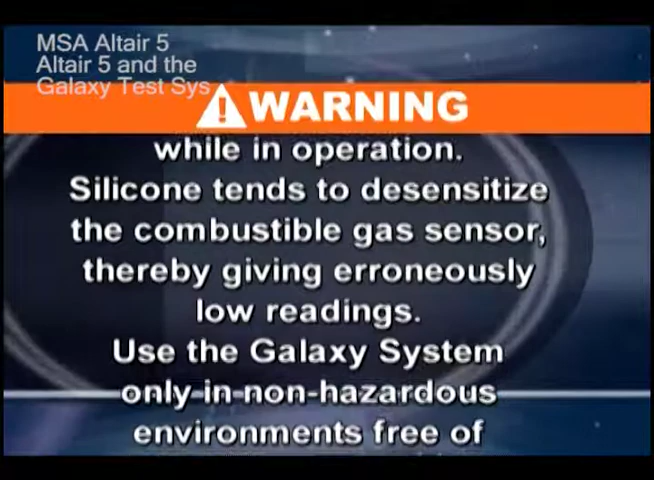 MSA Altair 5
Altair 5 and the
Galaxy Test Sys
WARNING
while in operation.
Silicone tends to desensitize
the combustible gas sensor,
thereby giving erroneously
low readings.
Use the Galaxy System
only in non-hazardous
environments free of